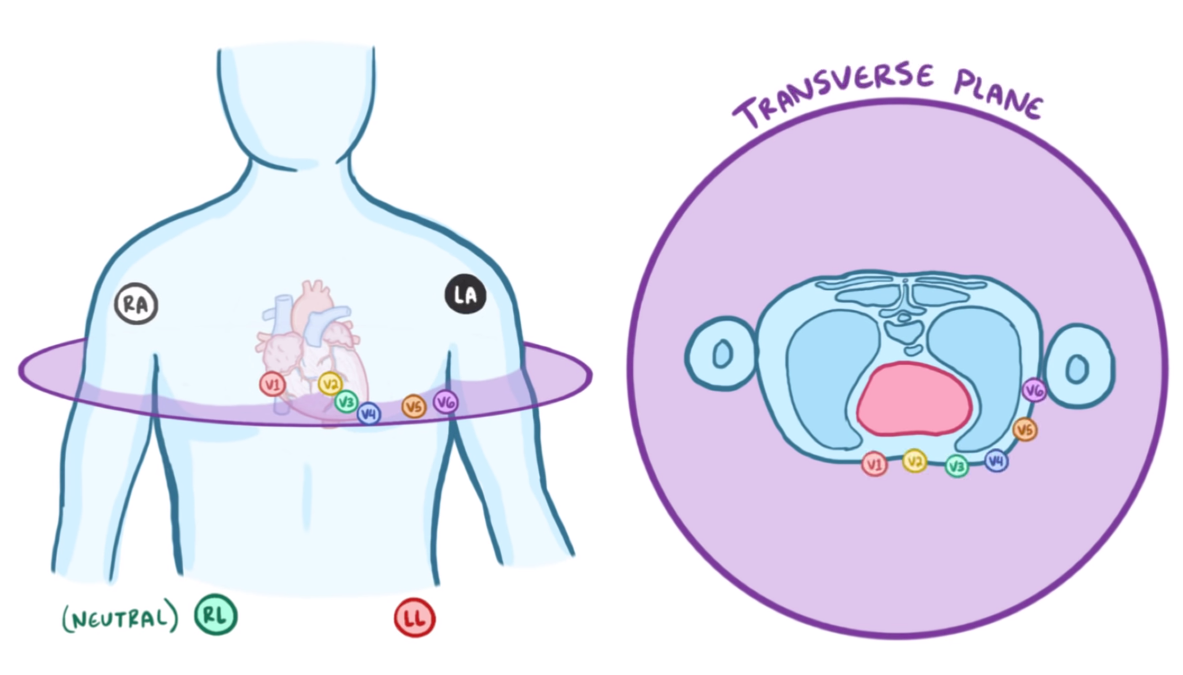 TRANSVERSE PLANE
RA
LA
V1
V2
V3
V4
V5
V6
V6
V5
V1
V2
V3
V4
(NEUTRAL) RL
LL